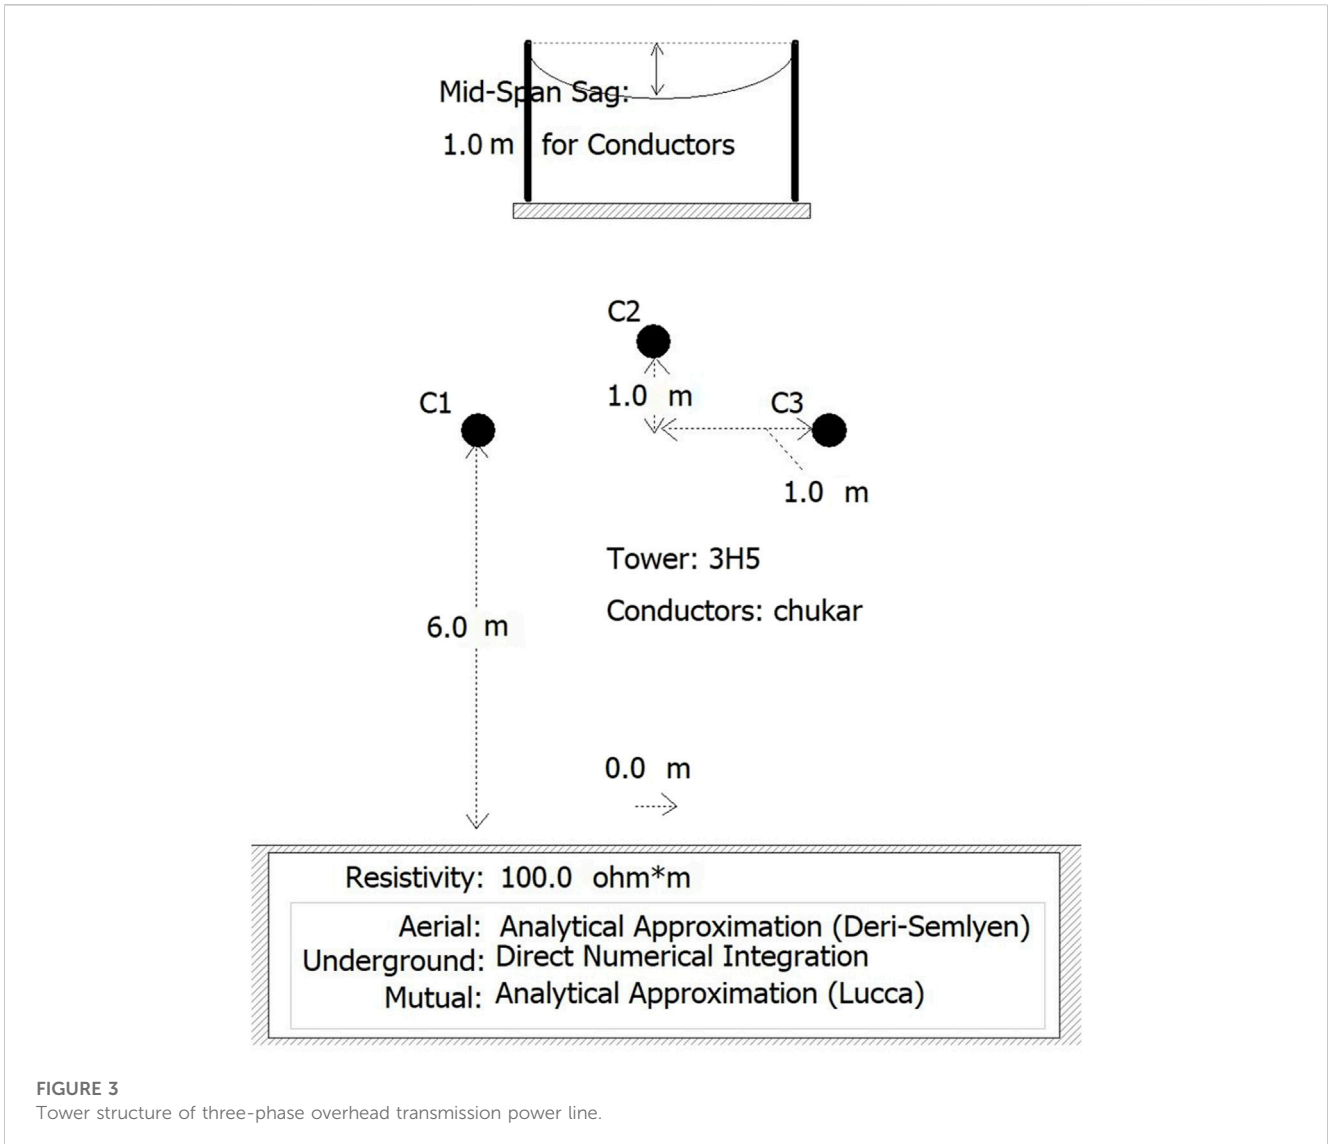 Mid-Span Sag:
1.0 m for Conductors
C2
1.0 m
C1
C3
1.0 m
Tower: 3H5
Conductors: chukar
6.0 m
0.0 m
Resistivity: 100.0 ohm*m
Aerial: Analytical Approximation (Deri-Semlyen)
Underground: Direct Numerical Integration
Mutual: Analytical Approximation (Lucca)
FIGURE 3
Tower structure of three-phase overhead transmission power line.